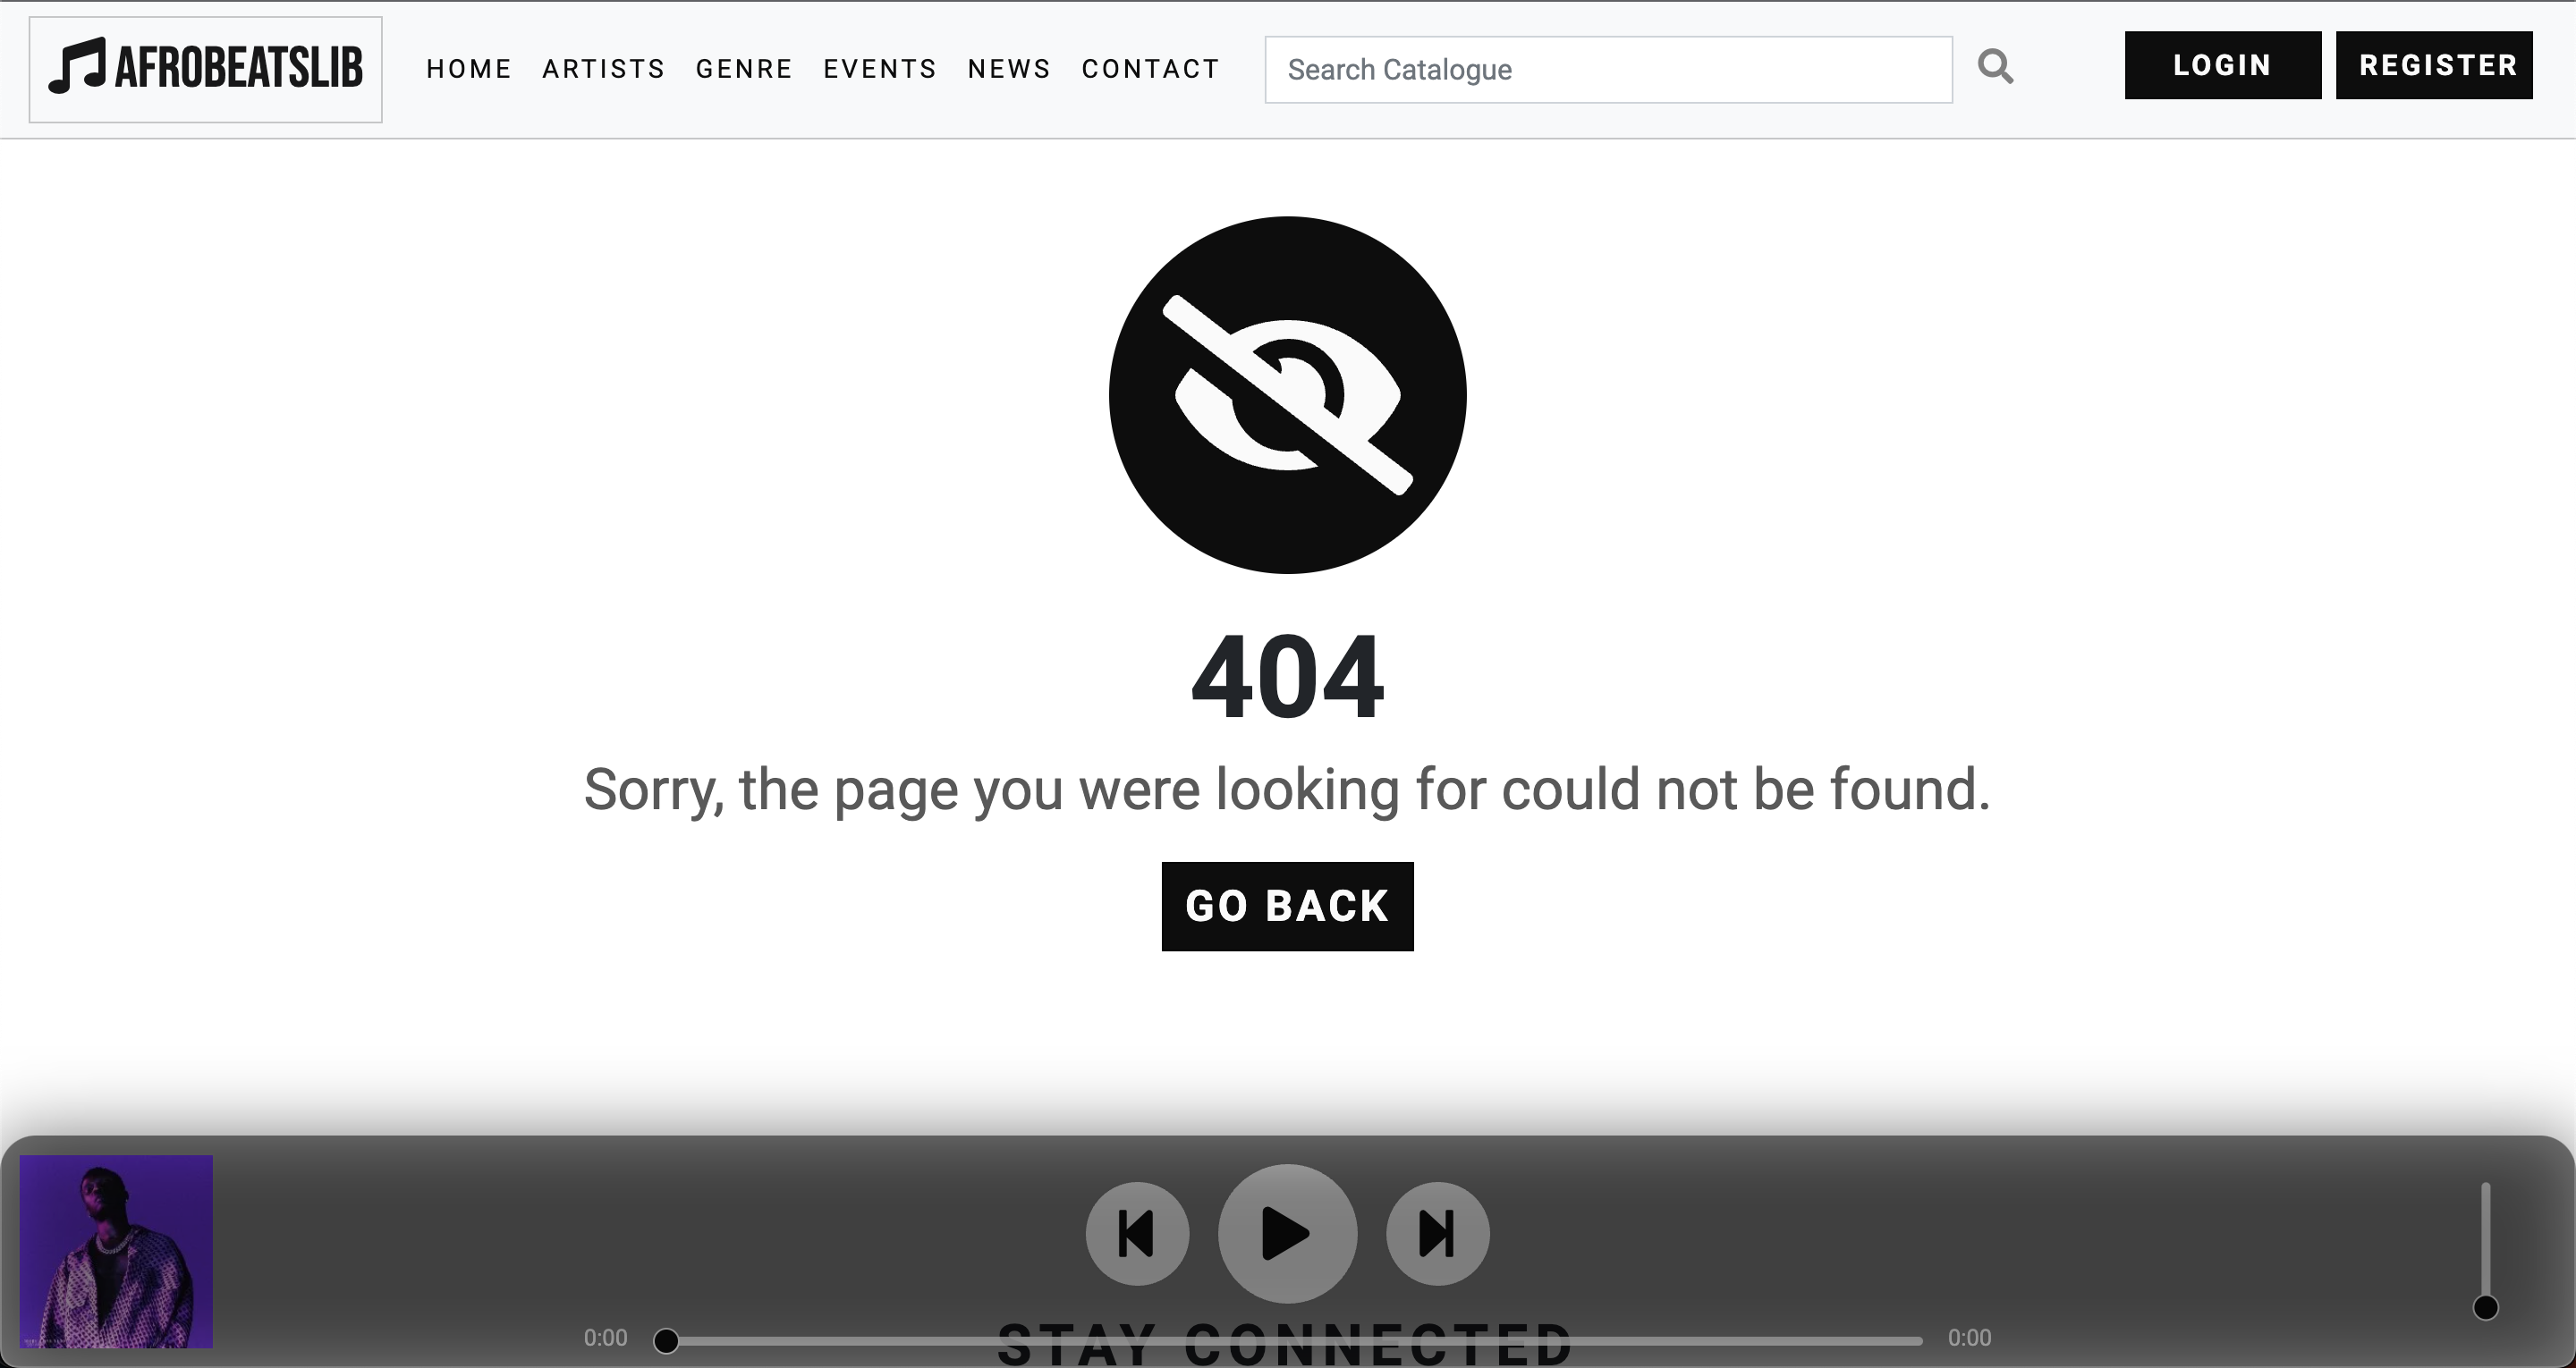 AFROBEATSLIB
HOME ARTISTS GENRE EVENTS NEWS CONTACT
Search Catalogue
LOGIN REGISTER
404
Sorry, the page you were looking for could not be found.
GO BACK
0:00 0:00
STAY CONNECTED